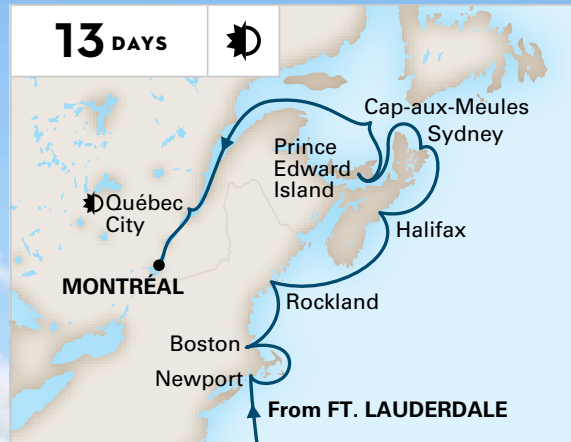 13 DAYS
Cap-aux-Meules
Sydney
Prince
Edward
Island
Québec
City
Halifax
MONTRÉAL
Rockland
Boston
Newport
From FT. LAUDERDALE